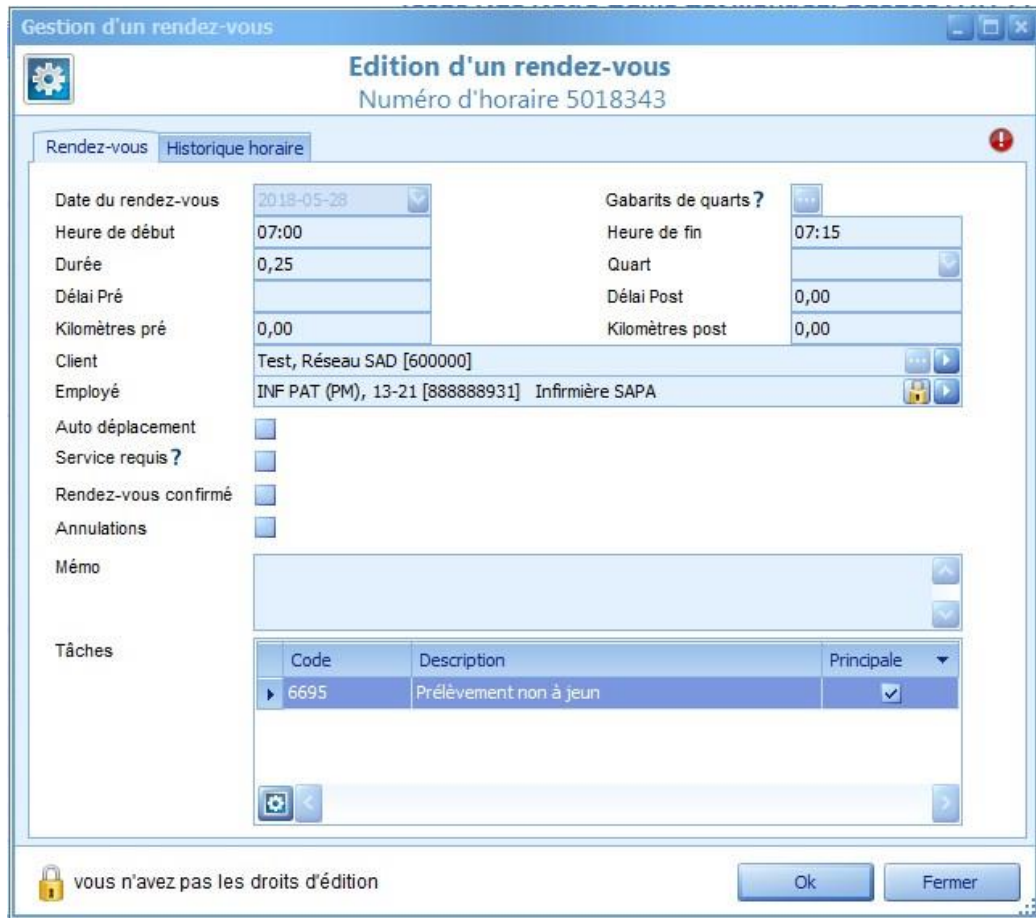 Gestion d'un rendez-vous
Edition d'un rendez-vous
Numéro d'horaire 5018343
Rendez-vous Historique horaire
Date du rendez-vous 2018-05-28 Gabarits de quarts ?
Heure de début 07:00 Heure de fin 07:15
Durée 0,25 Quart
Délai Pré Délai Post 0,00
Kilomètres pré 0,00 Kilomètres post 0,00
Client Test, Réseau SAD [600000]
Employé INF PAT (PM), 13-21 [888888931] Infirmière SAPA
Auto déplacement
Service requis ?
Rendez-vous confirmé
Annulations
Mémo
Tâches Code Description Principale
6695 Prélèvement non à jeun
vous n'avez pas les droits d'édition Ok Fermer